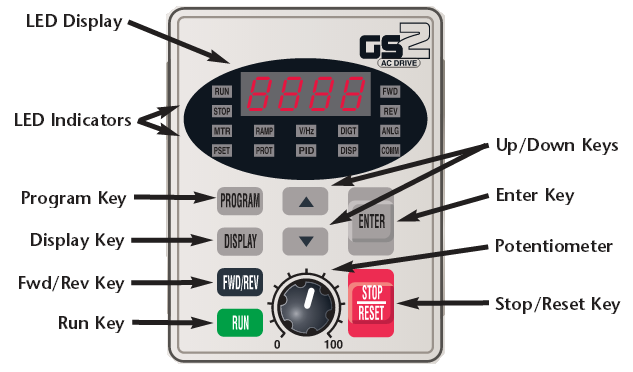 LED Display
GS2
AC DRIVE
8888
RUN
FWD
STOP
REV
LED Indicators
MTR
RAMP
V/Hz
DIGT
ANLG
PSET
PROT
PID
DISP
COMM
Up/Down Keys
Program Key
PROGRAM
ENTER
Enter Key
Display Key
DISPLAY
Potentiometer
Fwd/Rev Key
FWD/REV
STOP
RESET
Stop/Reset Key
Run Key
RUN
0
100